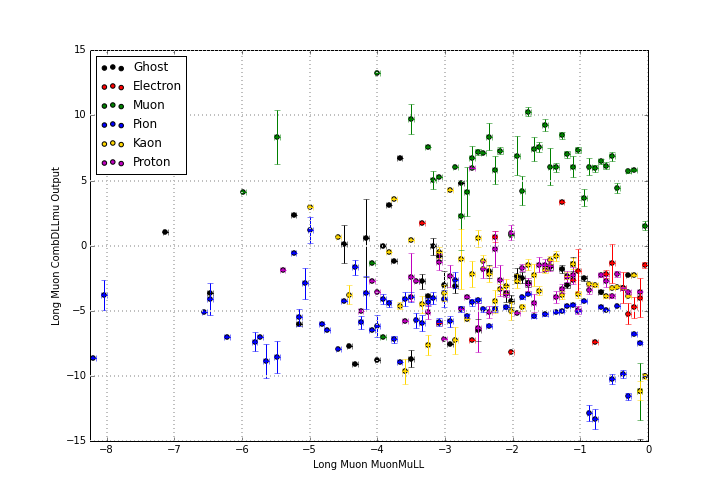 15
10
5
0
−5
−10
−15
Long Muon CombDLLmu Output
Ghost
Electron
Muon
Pion
Kaon
Proton
−8 −7 −6 −5 −4 −3 −2 −1 0
Long Muon MuonMuLL